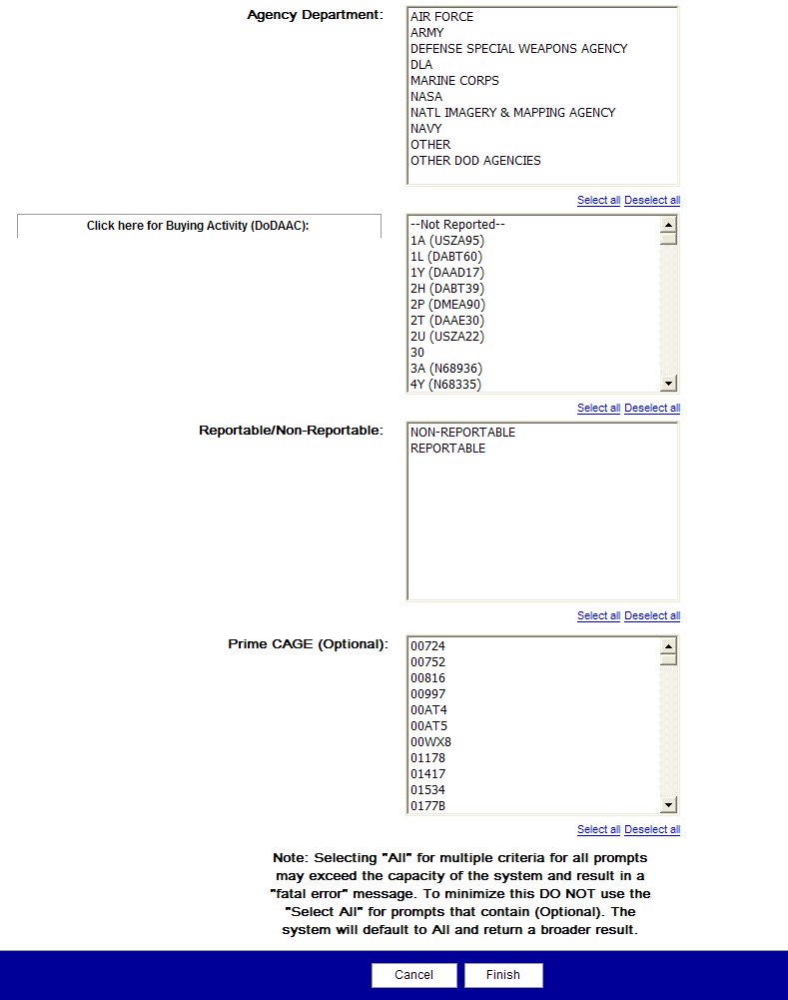 Agency Department:
AIR FORCE
ARMY
DEFENSE SPECIAL WEAPONS AGENCY
DLA
MARINE CORPS
NASA
NATL IMAGERY & MAPPING AGENCY
NAVY
OTHER
OTHER DOD AGENCIES
Select all Deselect all
Click here for Buying Activity (DoDAAC):
--Not Reported--
1A (USZA95)
1L (DABT60)
1Y (DAAD17)
2H (DABT39)
2P (DMEA90)
2T (DAAE30)
2U (USZA22)
30
3A (N68936)
4Y (N68335)
Select all Deselect all
Reportable/Non-Reportable:
NON-REPORTABLE
REPORTABLE
Select all Deselect all
Prime CAGE (Optional):
00724
00752
00816
00997
00AT4
00AT5
00WX8
01178
01417
01534
0177B
Select all Deselect all
Note: Selecting "All" for multiple criteria for all prompts
may exceed the capacity of the system and result in a
"fatal error" message. To minimize this DO NOT use the
"Select All" for prompts that contain (Optional). The
system will default to All and return a broader result.
Cancel Finish